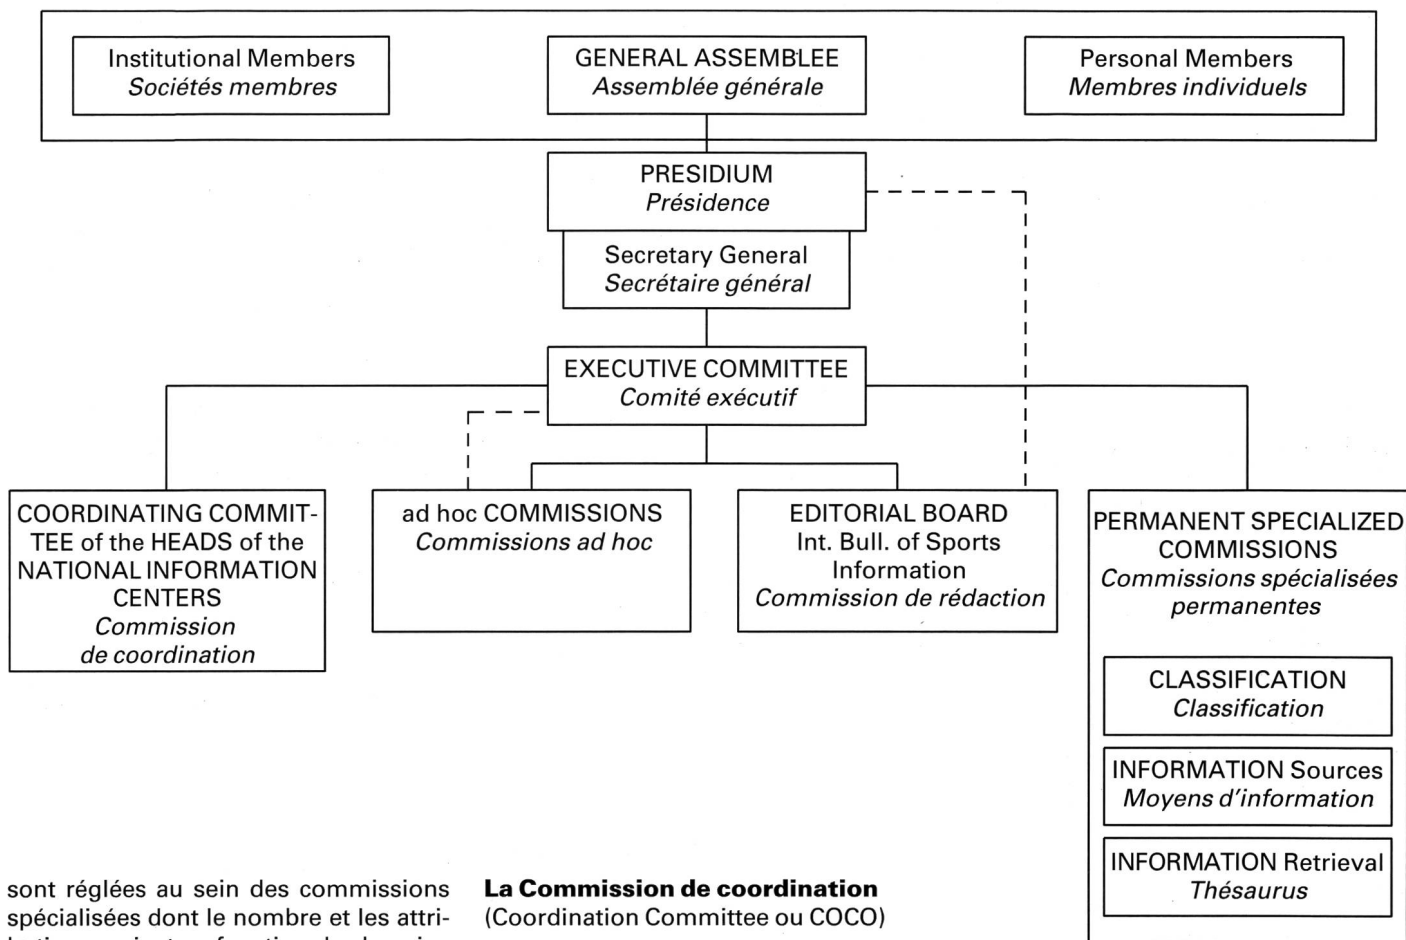 Institutional Members
Sociétés membres
GENERAL ASSEMBLEE
Assemblée générale
Personal Members
Membres individuels
PRESIDIUM
Présidence
Secretary General
Secrétaire général
EXECUTIVE COMMITTEE
Comité exécutif
COORDINATING COMMIT-
TEE of the HEADS of the
NATIONAL INFORMATION
CENTERS
Commission
de coordination
ad hoc COMMISSIONS
Commissions ad hoc
EDITORIAL BOARD
Int. Bull. of Sports
Information
Commission de rédaction
PERMANENT SPECIALIZED
COMMISSIONS
Commissions spécialisées
permanentes
CLASSIFICATION
Classification
INFORMATION Sources
Moyens d'information
INFORMATION Retrieval
Thésaurus
sont réglées au sein des commissions
spécialisées dont le nombre et les attri-
La Commission de coordination
(Coordination Committee ou COCO)